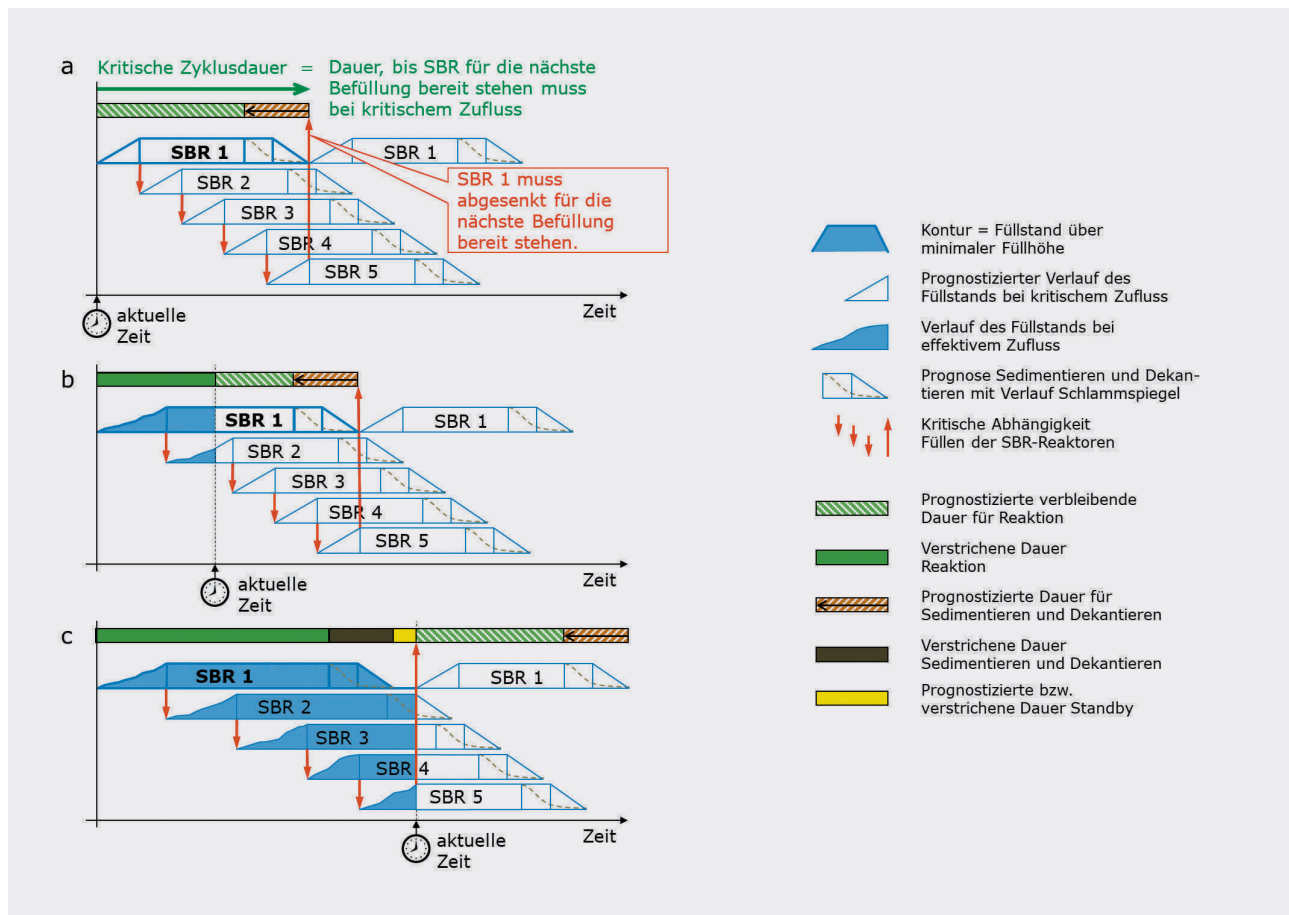 a
Kritische Zyklusdauer = Dauer, bis SBR für die nächste
Befüllung bereit stehen muss
bei kritischem Zufluss
SBR 1
SBR 1
SBR 2
SBR 3
SBR 4
SBR 5
SBR 1 muss
abgesenkt für die
nächste Befüllung
bereit stehen.
Zeit
aktuelle
Zeit
b
SBR 1
SBR 1
SBR 2
SBR 3
SBR 4
SBR 5
Zeit
aktuelle
Zeit
c
SBR 1
SBR 1
SBR 2
SBR 3
SBR 4
SBR 5
Zeit
aktuelle
Zeit
Kontur = Füllstand über
minimaler Füllhöhe
Prognostizierter Verlauf des
Füllstands bei kritischem Zufluss
Verlauf des Füllstands bei
effektivem Zufluss
Prognose Sedimentieren und Dekan-
tieren mit Verlauf Schlammspiegel
Kritische Abhängigkeit
Füllen der SBR-Reaktoren
Prognostizierte verbleibende
Dauer für Reaktion
Verstrichene Dauer
Reaktion
Prognostizierte Dauer für
Sedimentieren und Dekantieren
Verstrichene Dauer
Sedimentieren und Dekantieren
Prognostizierte bzw.
verstrichene Dauer Standby